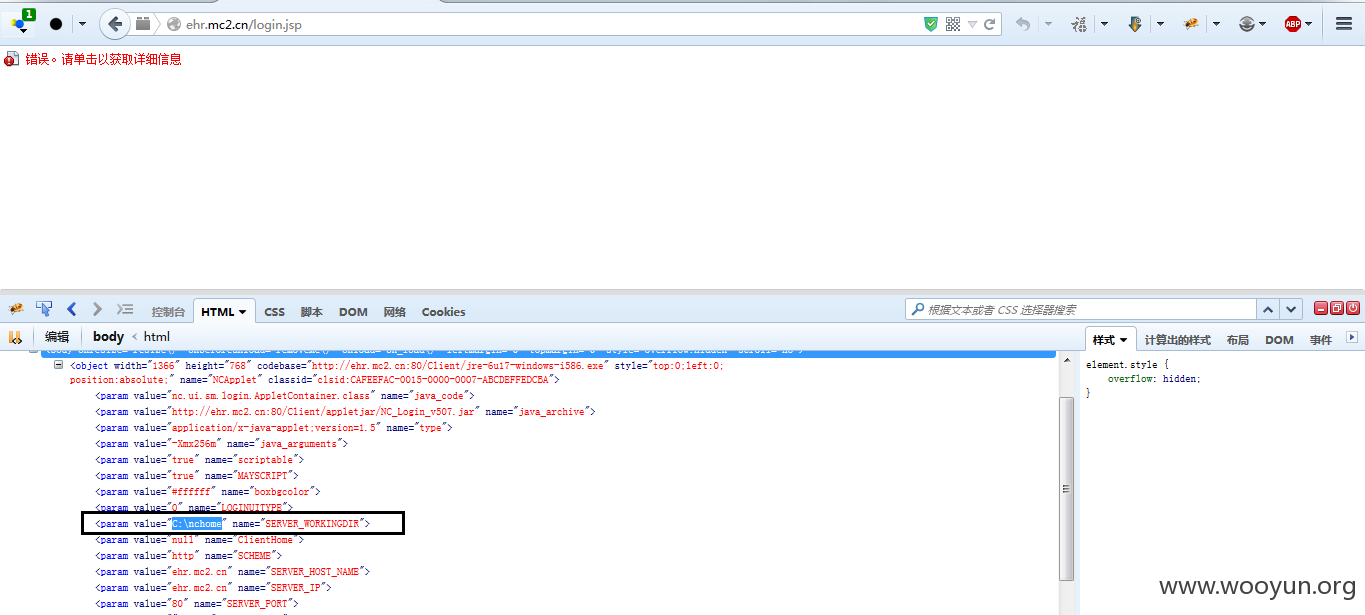 1
ehr.mc2.cn/login.jsp
ABP
错误。请单击以获取详细信息
控制台 HTML CSS 脚本 DOM 网络 Cookies
根据文本或者 CSS 选择器搜索
编辑 body < html
样式 计算出的样式 布局 DOM 事件
<object width="1366" height="768" codebase="http://ehr.mc2.cn:80/Client/jre-6u17-windows-i586.exe" style="top:0;left:0;
position:absolute;" name="NCApplet" classid="clsid:CAFEEFAC-0015-0000-0007-ABCDEFFEDCBA">
<param value="nc.ui.sm.login.AppletContainer.class" name="java_code">
<param value="http://ehr.mc2.cn:80/Client/appletjar/NC_Login_v507.jar" name="java_archive">
<param value="application/x-java-applet;version=1.5" name="type">
<param value="-Xmx256m" name="java_arguments">
<param value="true" name="scriptable">
<param value="true" name="MAYSCRIPT">
<param value="#ffffff" name="boxbgcolor">
<param value="0" name="LOGINUITYPE">
<param value="C:\nchome" name="SERVER_WORKINGDIR">
<param value="null" name="ClientHome">
<param value="http" name="SCHEME">
<param value="ehr.mc2.cn" name="SERVER_HOST_NAME">
<param value="ehr.mc2.cn" name="SERVER_IP">
<param value="80" name="SERVER_PORT">
element.style {
overflow: hidden;
}
www.wooyun.org